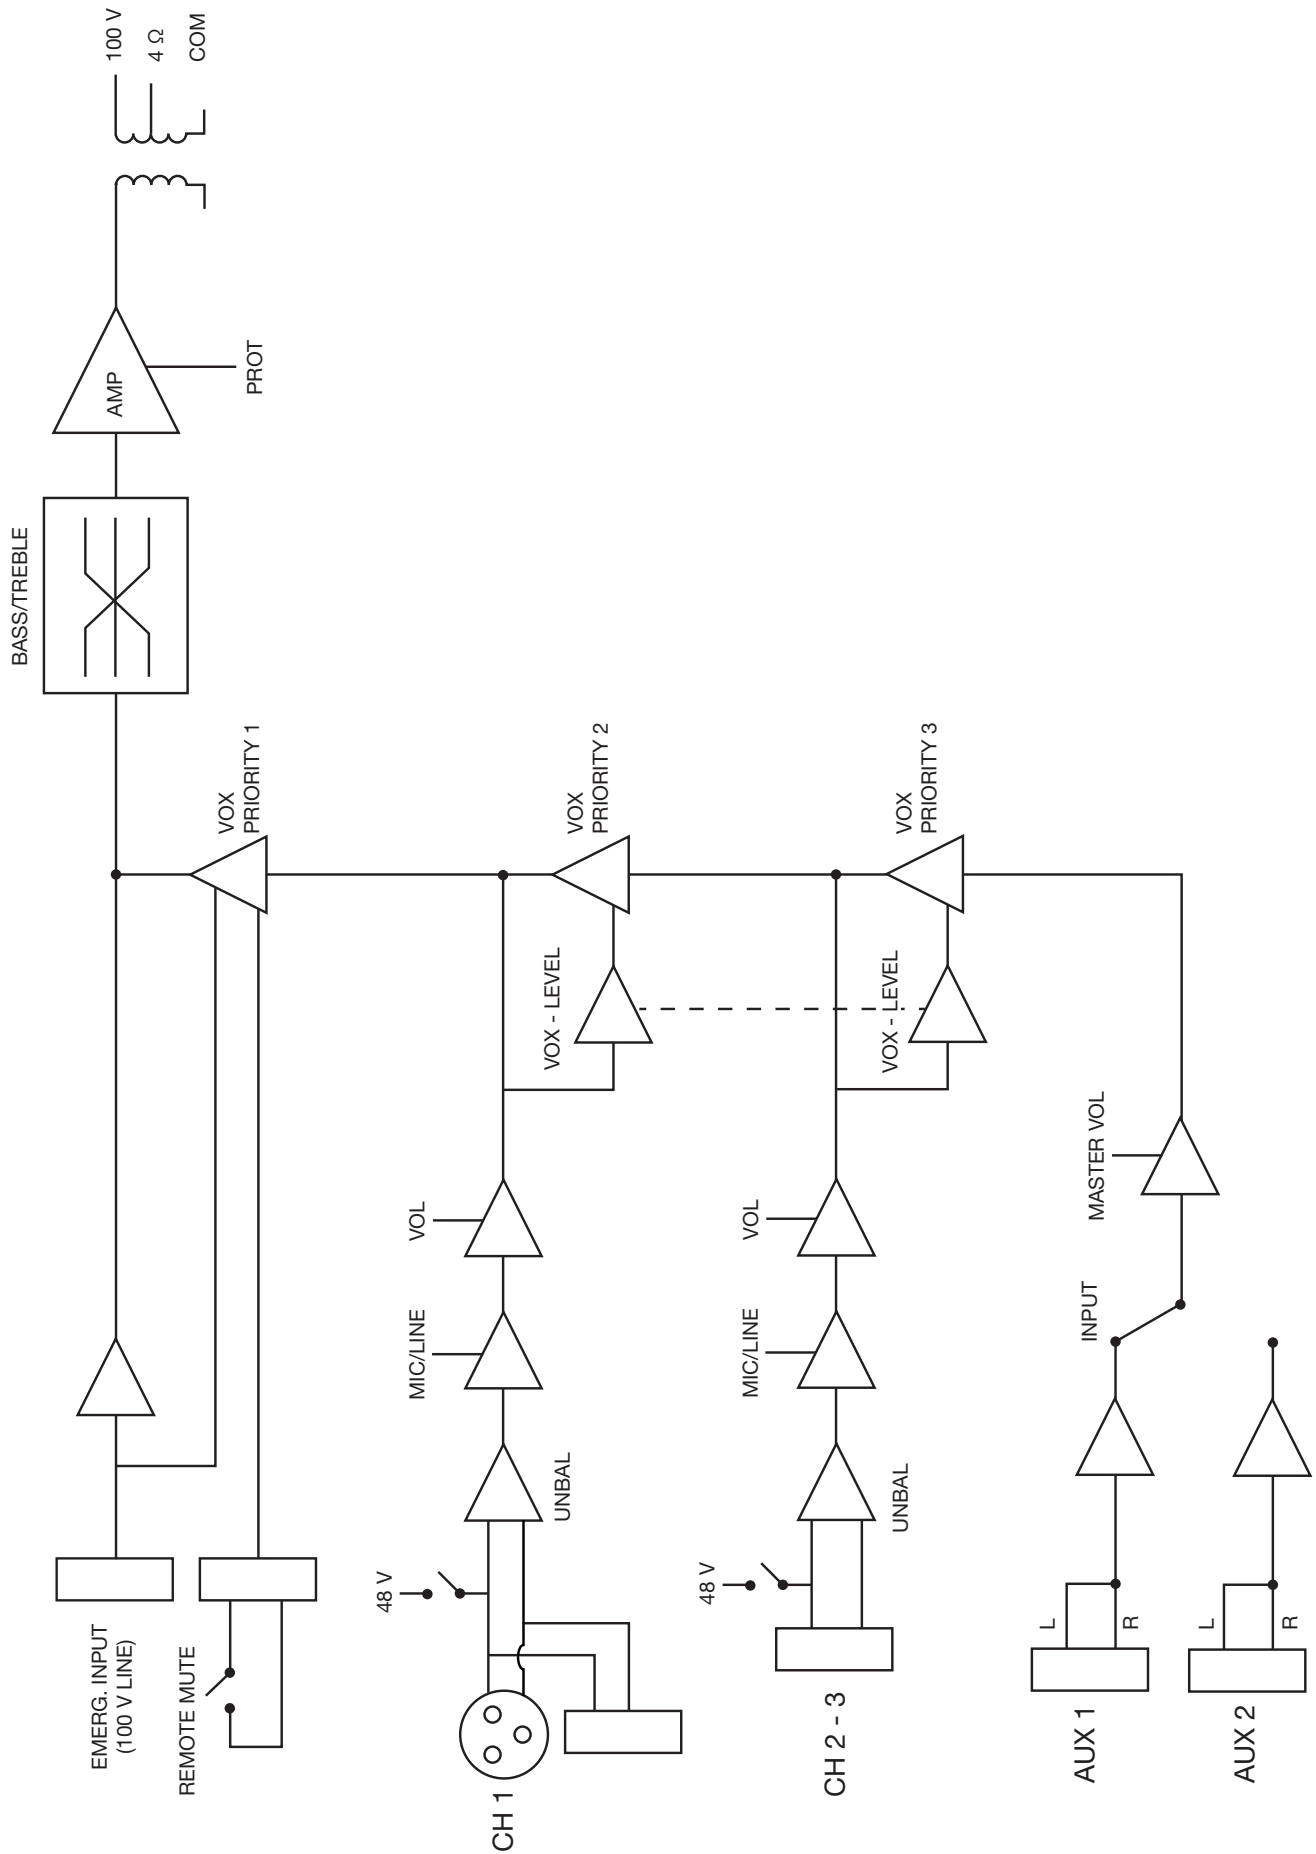 EMERG. INPUT
(100 V LINE)
REMOTE MUTE
BASS/TREBLE
AMP
PROT
100 V
4 Ω
COM
VOX
PRIORITY 1
CH 1
48 V
UNBAL
MIC/LINE
VOL
VOX - LEVEL
VOX
PRIORITY 2
CH 2 - 3
48 V
UNBAL
MIC/LINE
VOL
VOX - LEVEL
VOX
PRIORITY 3
AUX 1
L
R
INPUT
MASTER VOL
AUX 2
L
R